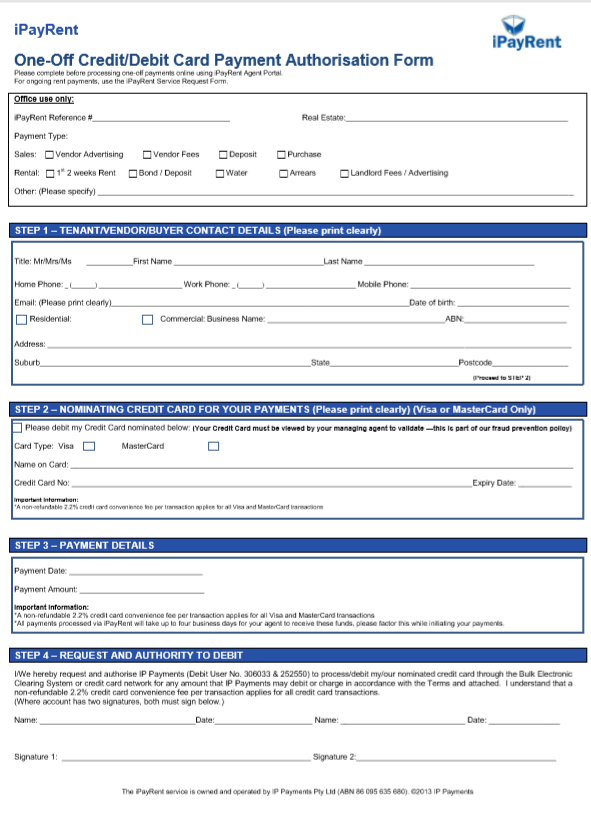 iPayRent
iPayRent
One-Off Credit/Debit Card Payment Authorisation Form
Please complete before processing one-off payments online using iPayRent Agent Portal.
For ongoing rent payments, use the iPayRent Service Request Form.
Office use only:
iPayRent Reference #
Real Estate:
Payment Type:
Sales: Vendor Advertising Vendor Fees Deposit Purchase
Rental: 1st 2 weeks Rent Bond / Deposit Water Arrears Landlord Fees / Advertising
Other: (Please specify)
STEP 1 – TENANT/VENDOR/BUYER CONTACT DETAILS (Please print clearly)
Title: Mr/Mrs/Ms First Name Last Name
Home Phone: ( ) Work Phone: ( ) Mobile Phone:
Email: (Please print clearly) Date of birth:
Residential: Commercial: Business Name: ABN:
Address:
Suburb State Postcode
(Proceed to STEP 2)
STEP 2 – NOMINATING CREDIT CARD FOR YOUR PAYMENTS (Please print clearly) (Visa or MasterCard Only)
Please debit my Credit Card nominated below: (Your Credit Card must be viewed by your managing agent to validate —this is part of our fraud prevention policy)
Card Type: Visa MasterCard
Name on Card:
Credit Card No: Expiry Date:
Important Information:
*A non-refundable 2.2% credit card convenience fee per transaction applies for all Visa and MasterCard transactions
STEP 3 – PAYMENT DETAILS
Payment Date:
Payment Amount:
Important Information:
*A non-refundable 2.2% credit card convenience fee per transaction applies for all Visa and MasterCard transactions
*All payments processed via iPayRent will take up to four business days for your agent to receive these funds, please factor this while initiating your payments.
STEP 4 – REQUEST AND AUTHORITY TO DEBIT
I/We hereby request and authorise IP Payments (Debit User No. 306033 & 252550) to process/debit my/our nominated credit card through the Bulk Electronic
Clearing System or credit card network for any amount that IP Payments may debit or charge in accordance with the Terms and attached. I understand that a
non-refundable 2.2% credit card convenience fee per transaction applies for all credit card transactions.
(Where account has two signatures, both must sign below.)
Name: Date: Name: Date:
Signature 1: Signature 2:
The iPayRent service is owned and operated by IP Payments Pty Ltd (ABN 86 095 635 680). ©2013 IP Payments